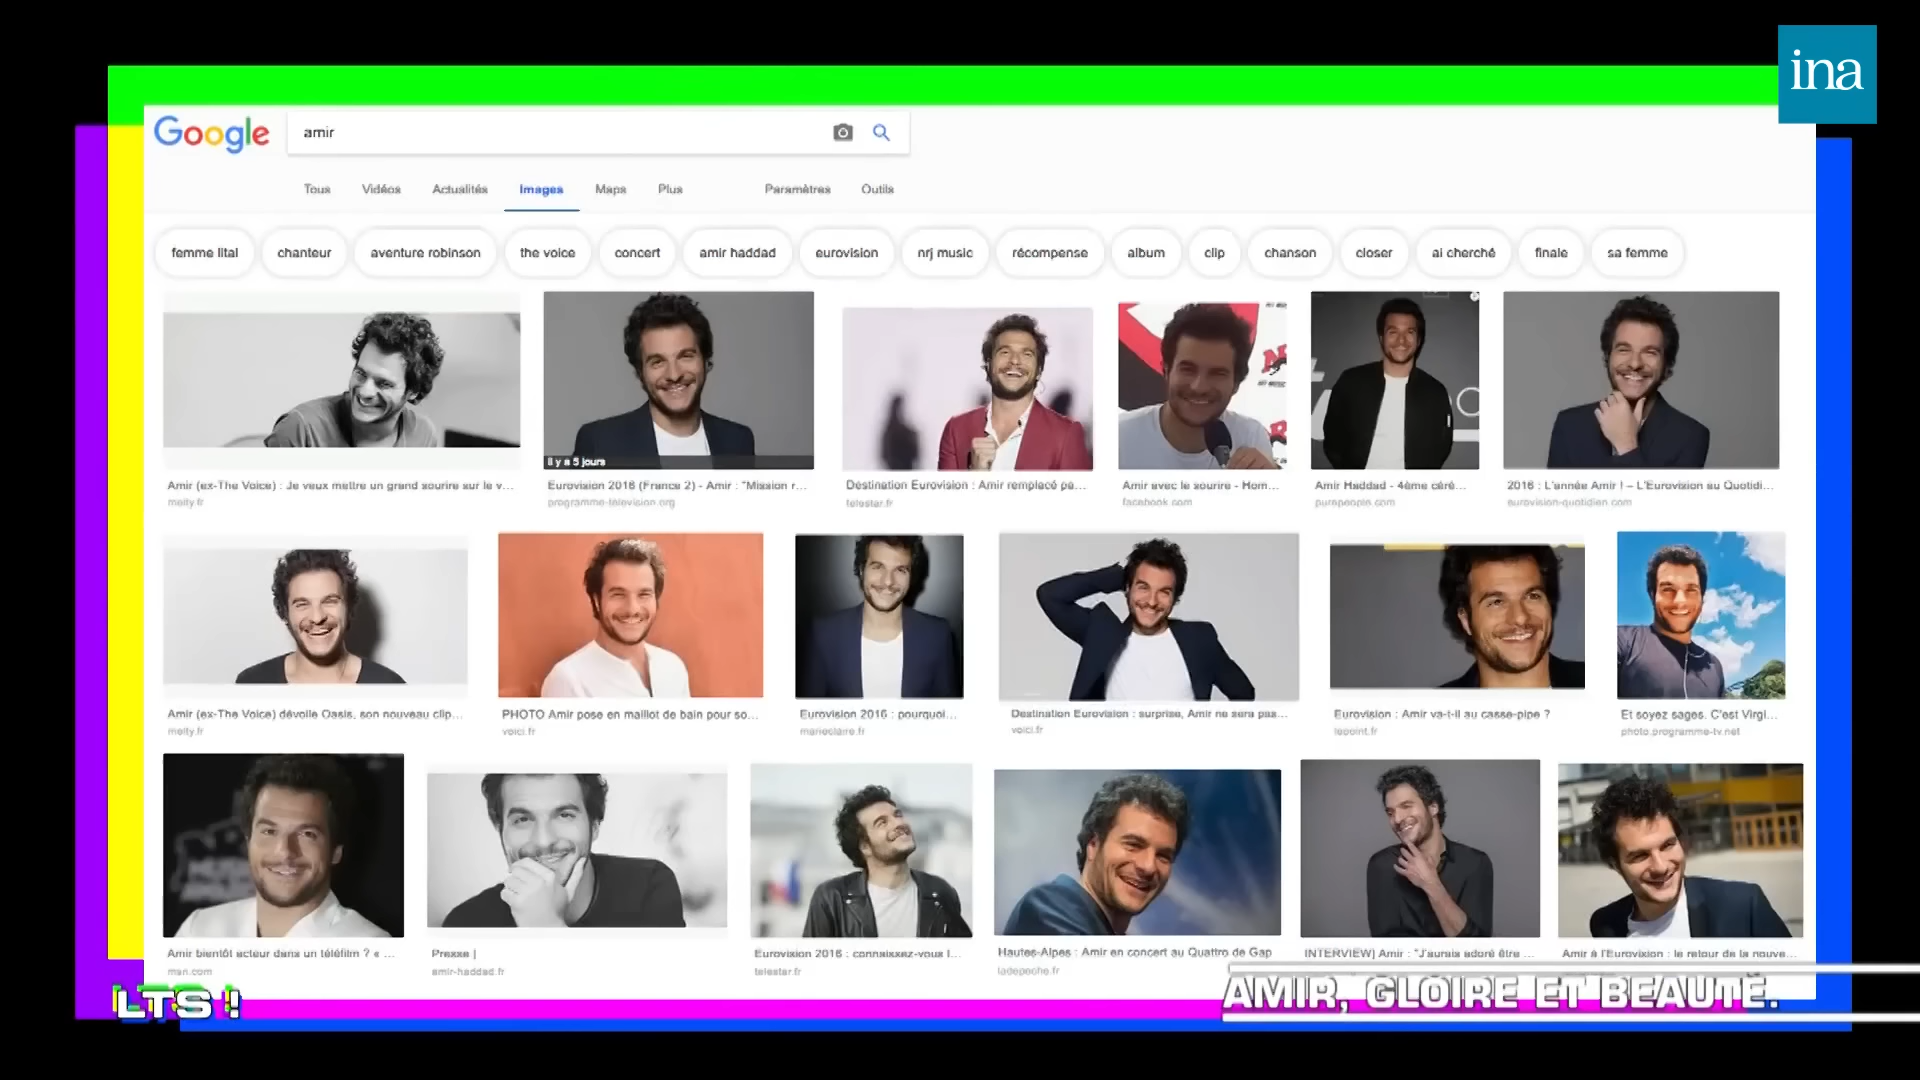 ina
Google
amir
Tous Vidéos Actualités Images Maps Plus Paramètres Outils
femme lital chanteur aventure robinson the voice concert amir haddad eurovision nrj music récompense album clip chanson closer ai cherché finale sa femme
Il y a 5 jours
Amir (ex-The Voice) : Je veux mettre un grand sourire sur le v...
melty.fr
Eurovision 2016 (France 2) - Amir : "Mission r...
programme-television.org
Destination Eurovision : Amir remplacé pa...
telestar.fr
Amir avec le sourire - Hom...
facebook.com
Amir Haddad - 4ème céré...
purepeople.com
2016 : L'année Amir ! – L'Eurovision au Quotidi...
eurovision-quotidien.com
Amir (ex-The Voice) dévoile Oasis, son nouveau clip...
melty.fr
PHOTO Amir pose en maillot de bain pour so...
voici.fr
Eurovision 2016 : pourquoi...
marieclaire.fr
Destination Eurovision : surprise, Amir ne sera pas...
voici.fr
Eurovision : Amir va-t-il au casse-pipe ?
lepoint.fr
Et soyez sages. C'est Virgi...
photo.programme-tv.net
Amir bientôt acteur dans un téléfilm ? « ...
msn.com
Presse |
amir-haddad.fr
Eurovision 2016 : connaissez-vous l...
telestar.fr
Hautes-Alpes : Amir en concert au Quattro de Gap
ladepeche.fr
INTERVIEW] Amir : "J'aurais adoré être ...
Amir à l'Eurovision : le retour de la nouve...
LTS !
AMIR, GLOIRE ET BEAUTÉ.